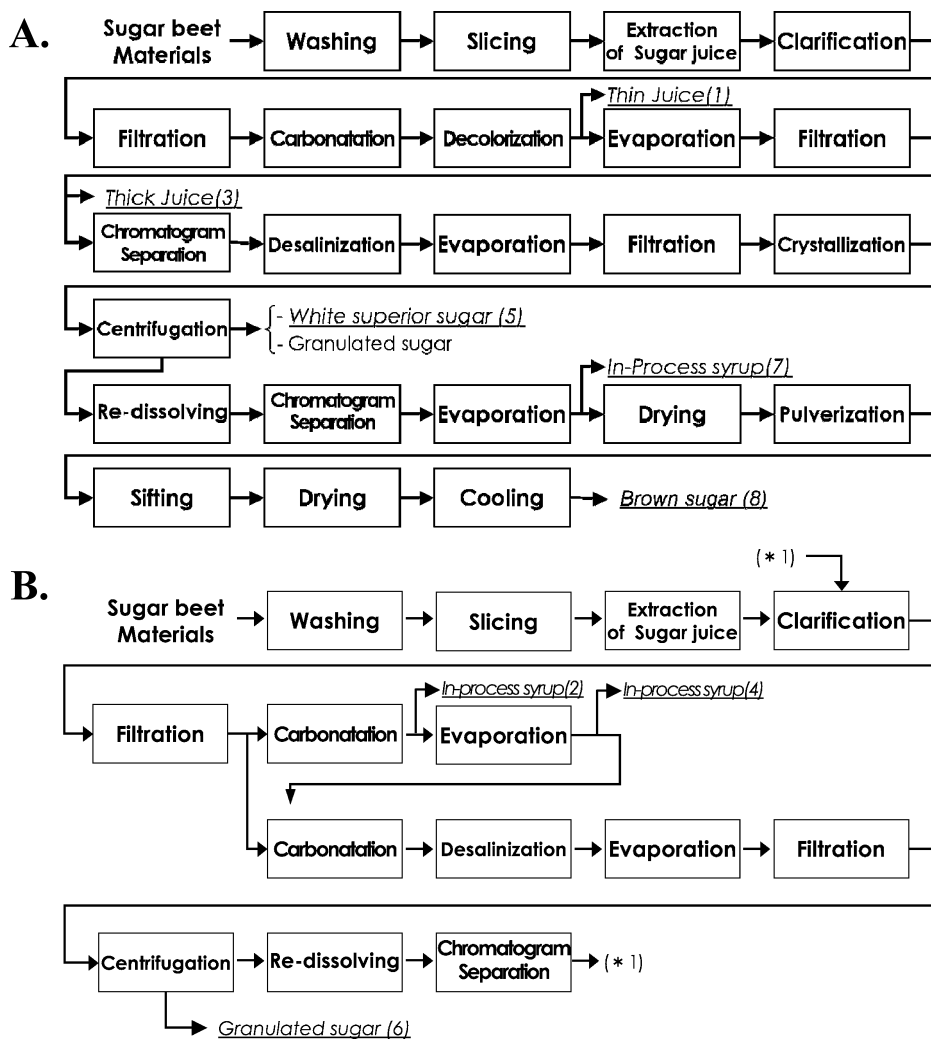 A.
Sugar beet
Materials
Washing
Slicing
Extraction
of Sugar juice
Clarification
Thin Juice(1)
Filtration
Carbonatation
Decolorization
Evaporation
Filtration
Thick Juice(3)
Chromatogram
Separation
Desalinization
Evaporation
Filtration
Crystallization
Centrifugation
- White superior sugar (5)
- Granulated sugar
In-Process syrup(7)
Re-dissolving
Chromatogram
Separation
Evaporation
Drying
Pulverization
Sifting
Drying
Cooling
Brown sugar (8)
B.
(* 1)
Sugar beet
Materials
Washing
Slicing
Extraction
of Sugar juice
Clarification
In-process syrup(2)
In-process syrup(4)
Filtration
Carbonatation
Evaporation
Carbonatation
Desalinization
Evaporation
Filtration
Centrifugation
Re-dissolving
Chromatogram
Separation
(* 1)
Granulated sugar (6)